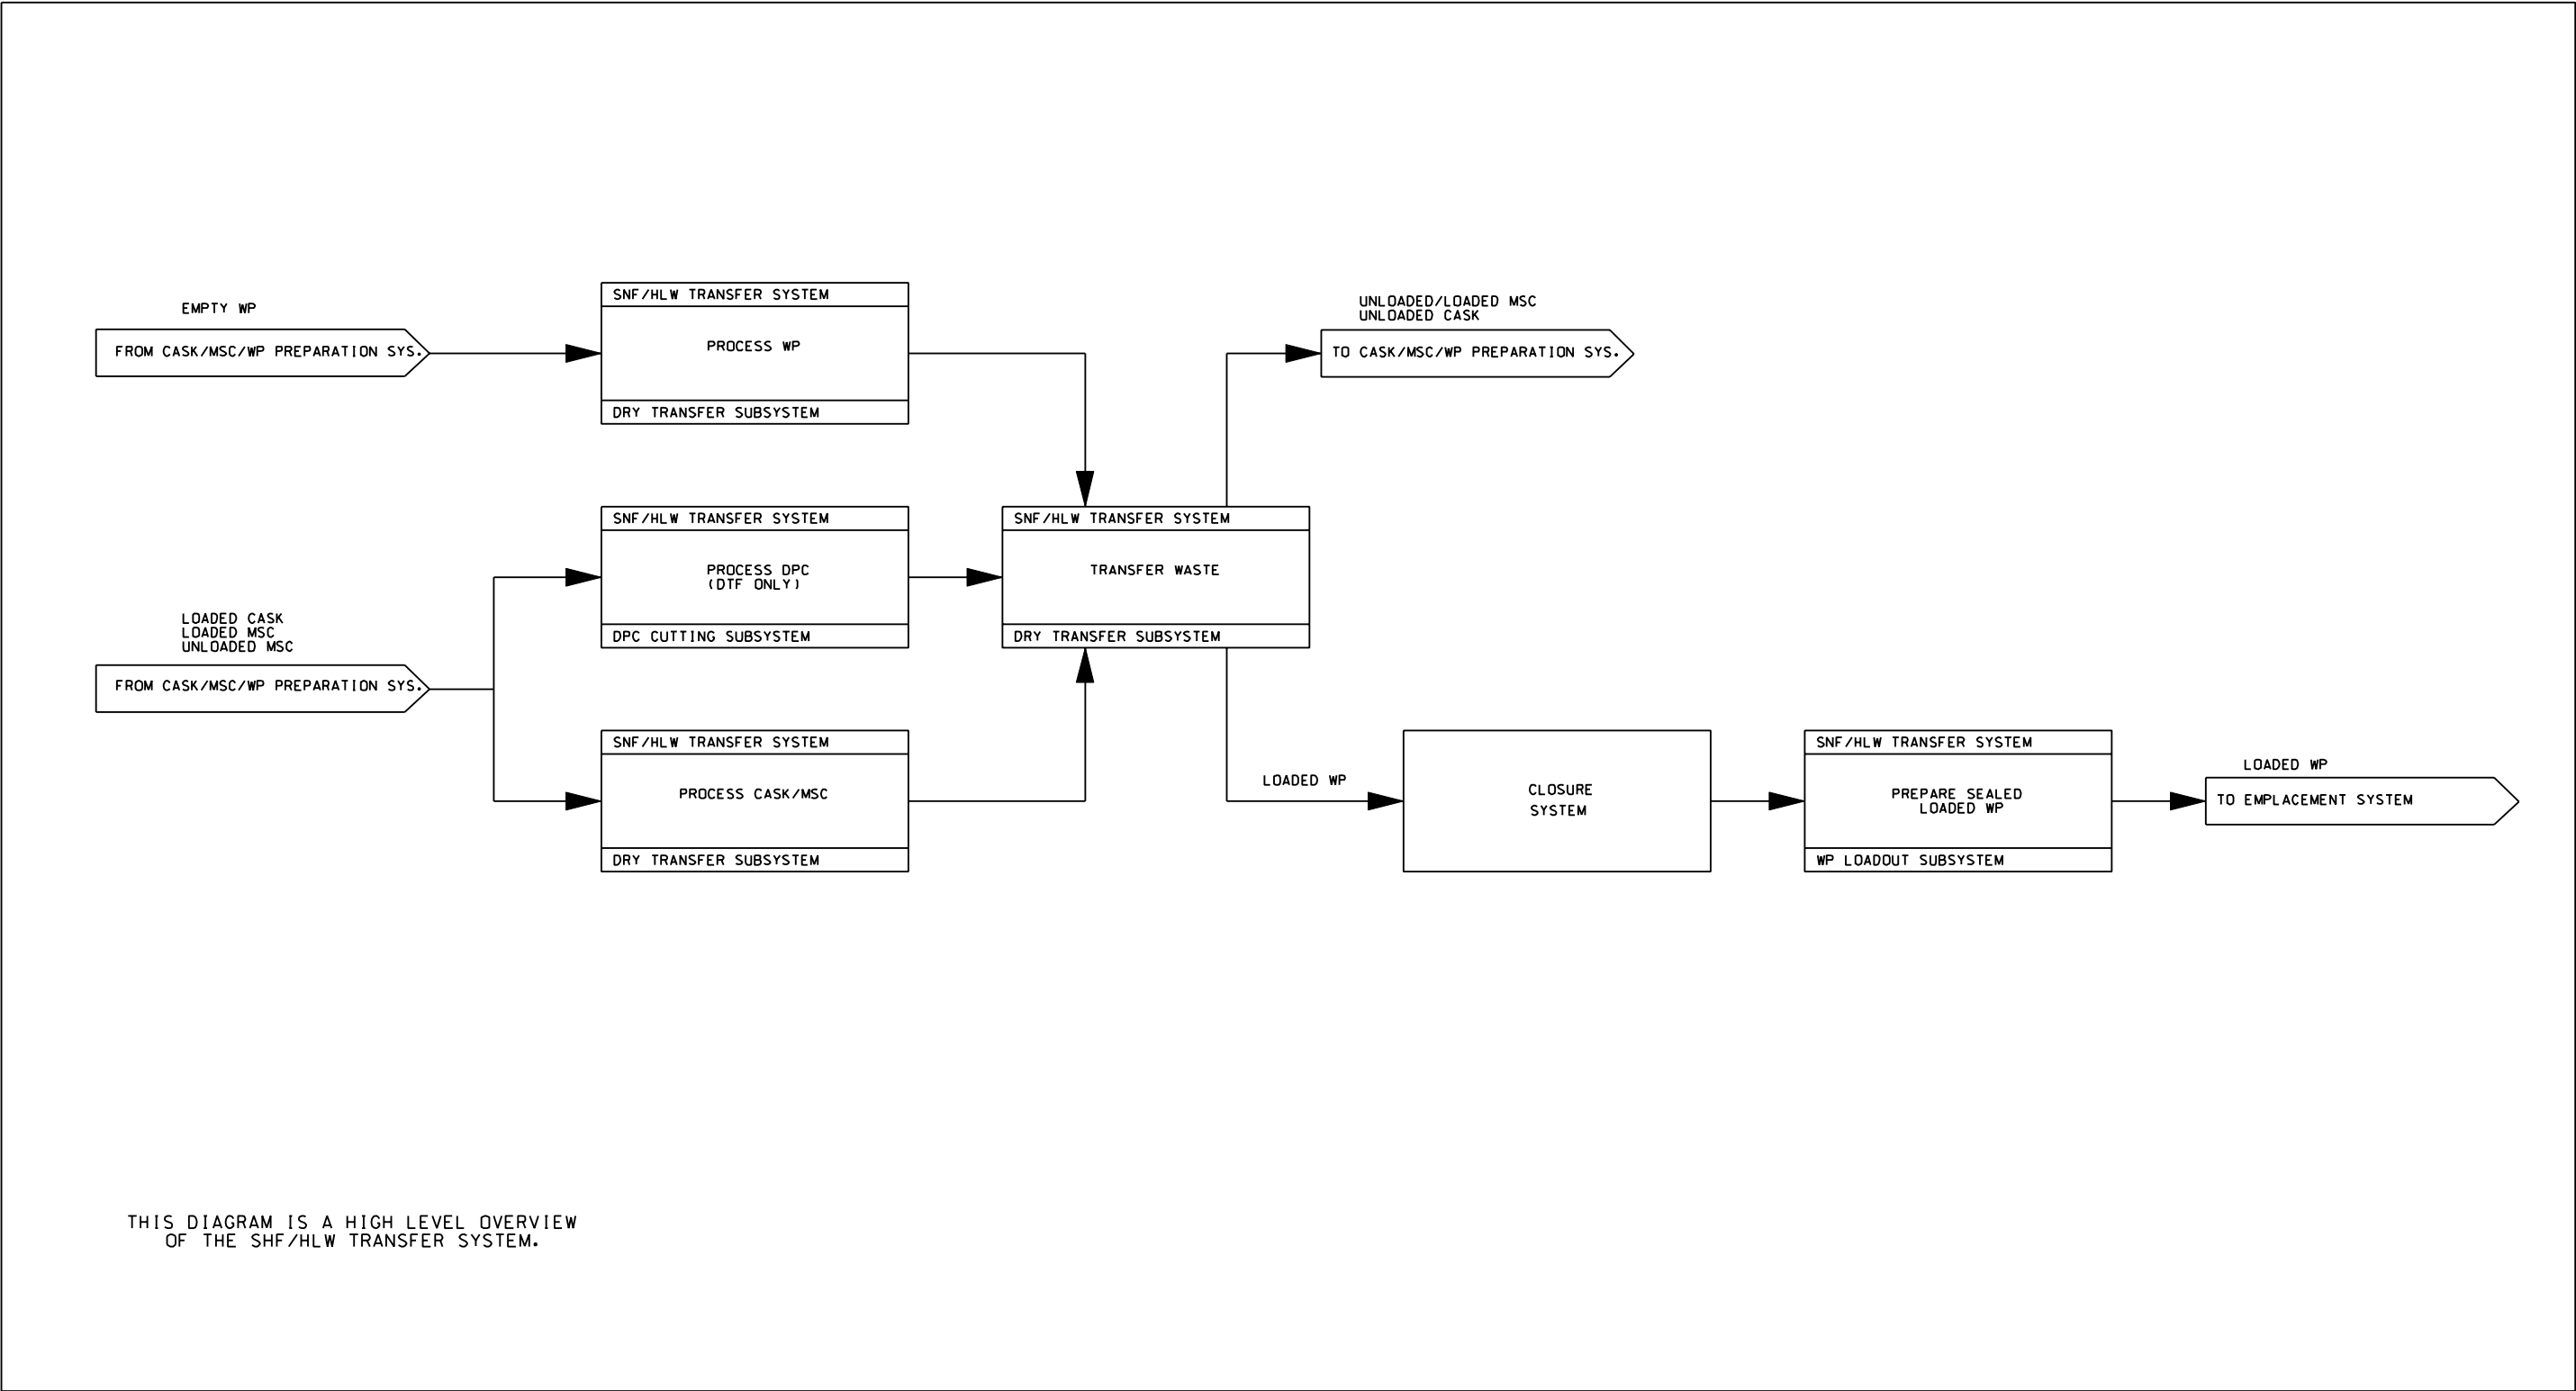 EMPTY WP
FROM CASK/MSC/WP PREPARATION SYS.
SNF/HLW TRANSFER SYSTEM
PROCESS WP
DRY TRANSFER SUBSYSTEM
UNLOADED/LOADED MSC
UNLOADED CASK
TO CASK/MSC/WP PREPARATION SYS.
LOADED CASK
LOADED MSC
UNLOADED MSC
FROM CASK/MSC/WP PREPARATION SYS.
SNF/HLW TRANSFER SYSTEM
PROCESS DPC
(DTF ONLY)
DPC CUTTING SUBSYSTEM
SNF/HLW TRANSFER SYSTEM
TRANSFER WASTE
DRY TRANSFER SUBSYSTEM
SNF/HLW TRANSFER SYSTEM
PROCESS CASK/MSC
DRY TRANSFER SUBSYSTEM
LOADED WP
CLOSURE
SYSTEM
SNF/HLW TRANSFER SYSTEM
PREPARE SEALED
LOADED WP
WP LOADOUT SUBSYSTEM
LOADED WP
TO EMPLACEMENT SYSTEM
THIS DIAGRAM IS A HIGH LEVEL OVERVIEW
OF THE SHF/HLW TRANSFER SYSTEM.